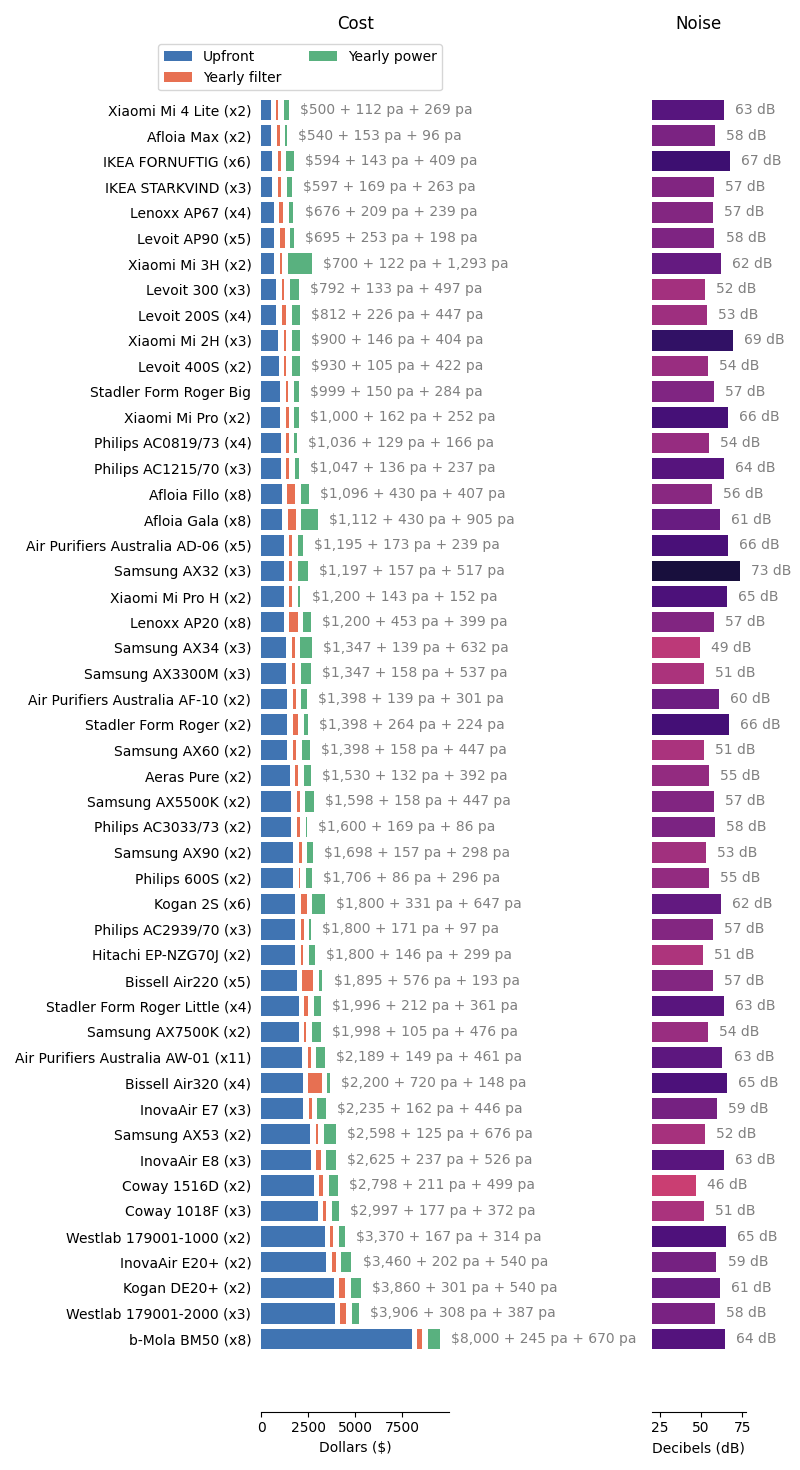 Cost Noise
Upfront Yearly power
Yearly filter
Xiaomi Mi 4 Lite (x2) $500 + 112 pa + 269 pa 63 dB
Afloia Max (x2) $540 + 153 pa + 96 pa 58 dB
IKEA FORNUFTIG (x6) $594 + 143 pa + 409 pa 67 dB
IKEA STARKVIND (x3) $597 + 169 pa + 263 pa 57 dB
Lenoxx AP67 (x4) $676 + 209 pa + 239 pa 57 dB
Levoit AP90 (x5) $695 + 253 pa + 198 pa 58 dB
Xiaomi Mi 3H (x2) $700 + 122 pa + 1,293 pa 62 dB
Levoit 300 (x3) $792 + 133 pa + 497 pa 52 dB
Levoit 200S (x4) $812 + 226 pa + 447 pa 53 dB
Xiaomi Mi 2H (x3) $900 + 146 pa + 404 pa 69 dB
Levoit 400S (x2) $930 + 105 pa + 422 pa 54 dB
Stadler Form Roger Big $999 + 150 pa + 284 pa 57 dB
Xiaomi Mi Pro (x2) $1,000 + 162 pa + 252 pa 66 dB
Philips AC0819/73 (x4) $1,036 + 129 pa + 166 pa 54 dB
Philips AC1215/70 (x3) $1,047 + 136 pa + 237 pa 64 dB
Afloia Fillo (x8) $1,096 + 430 pa + 407 pa 56 dB
Afloia Gala (x8) $1,112 + 430 pa + 905 pa 61 dB
Air Purifiers Australia AD-06 (x5) $1,195 + 173 pa + 239 pa 66 dB
Samsung AX32 (x3) $1,197 + 157 pa + 517 pa 73 dB
Xiaomi Mi Pro H (x2) $1,200 + 143 pa + 152 pa 65 dB
Lenoxx AP20 (x8) $1,200 + 453 pa + 399 pa 57 dB
Samsung AX34 (x3) $1,347 + 139 pa + 632 pa 49 dB
Samsung AX3300M (x3) $1,347 + 158 pa + 537 pa 51 dB
Air Purifiers Australia AF-10 (x2) $1,398 + 139 pa + 301 pa 60 dB
Stadler Form Roger (x2) $1,398 + 264 pa + 224 pa 66 dB
Samsung AX60 (x2) $1,398 + 158 pa + 447 pa 51 dB
Aeras Pure (x2) $1,530 + 132 pa + 392 pa 55 dB
Samsung AX5500K (x2) $1,598 + 158 pa + 447 pa 57 dB
Philips AC3033/73 (x2) $1,600 + 169 pa + 86 pa 58 dB
Samsung AX90 (x2) $1,698 + 157 pa + 298 pa 53 dB
Philips 600S (x2) $1,706 + 86 pa + 296 pa 55 dB
Kogan 2S (x6) $1,800 + 331 pa + 647 pa 62 dB
Philips AC2939/70 (x3) $1,800 + 171 pa + 97 pa 57 dB
Hitachi EP-NZG70J (x2) $1,800 + 146 pa + 299 pa 51 dB
Bissell Air220 (x5) $1,895 + 576 pa + 193 pa 57 dB
Stadler Form Roger Little (x4) $1,996 + 212 pa + 361 pa 63 dB
Samsung AX7500K (x2) $1,998 + 105 pa + 476 pa 54 dB
Air Purifiers Australia AW-01 (x11) $2,189 + 149 pa + 461 pa 63 dB
Bissell Air320 (x4) $2,200 + 720 pa + 148 pa 65 dB
InovaAir E7 (x3) $2,235 + 162 pa + 446 pa 59 dB
Samsung AX53 (x2) $2,598 + 125 pa + 676 pa 52 dB
InovaAir E8 (x3) $2,625 + 237 pa + 526 pa 63 dB
Coway 1516D (x2) $2,798 + 211 pa + 499 pa 46 dB
Coway 1018F (x3) $2,997 + 177 pa + 372 pa 51 dB
Westlab 179001-1000 (x2) $3,370 + 167 pa + 314 pa 65 dB
InovaAir E20+ (x2) $3,460 + 202 pa + 540 pa 59 dB
Kogan DE20+ (x2) $3,860 + 301 pa + 540 pa 61 dB
Westlab 179001-2000 (x3) $3,906 + 308 pa + 387 pa 58 dB
b-Mola BM50 (x8) $8,000 + 245 pa + 670 pa 64 dB
0 2500 5000 7500 25 50 75
Dollars ($) Decibels (dB)